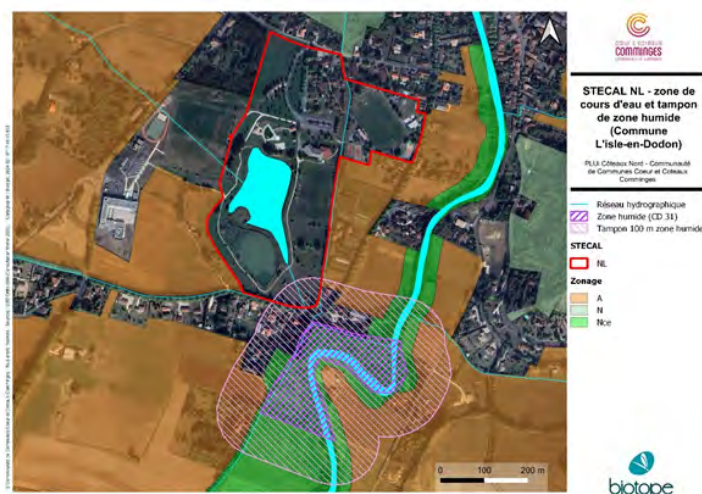 COEUR & COTEAUX
COMMINGES
STECAL NL - zone de
cours d'eau et tampon
de zone humide
(Commune
L'isle-en-Dodon)
PLUi Côteaux Nord - Communauté
de Communes Coeur et Coteaux
Comminges
Réseau hydrographique
Zone humide (CD 31)
Tampon 100 m zone humide
STECAL
NL
Zonage
A
N
Nce
0 100 200 m
biotope